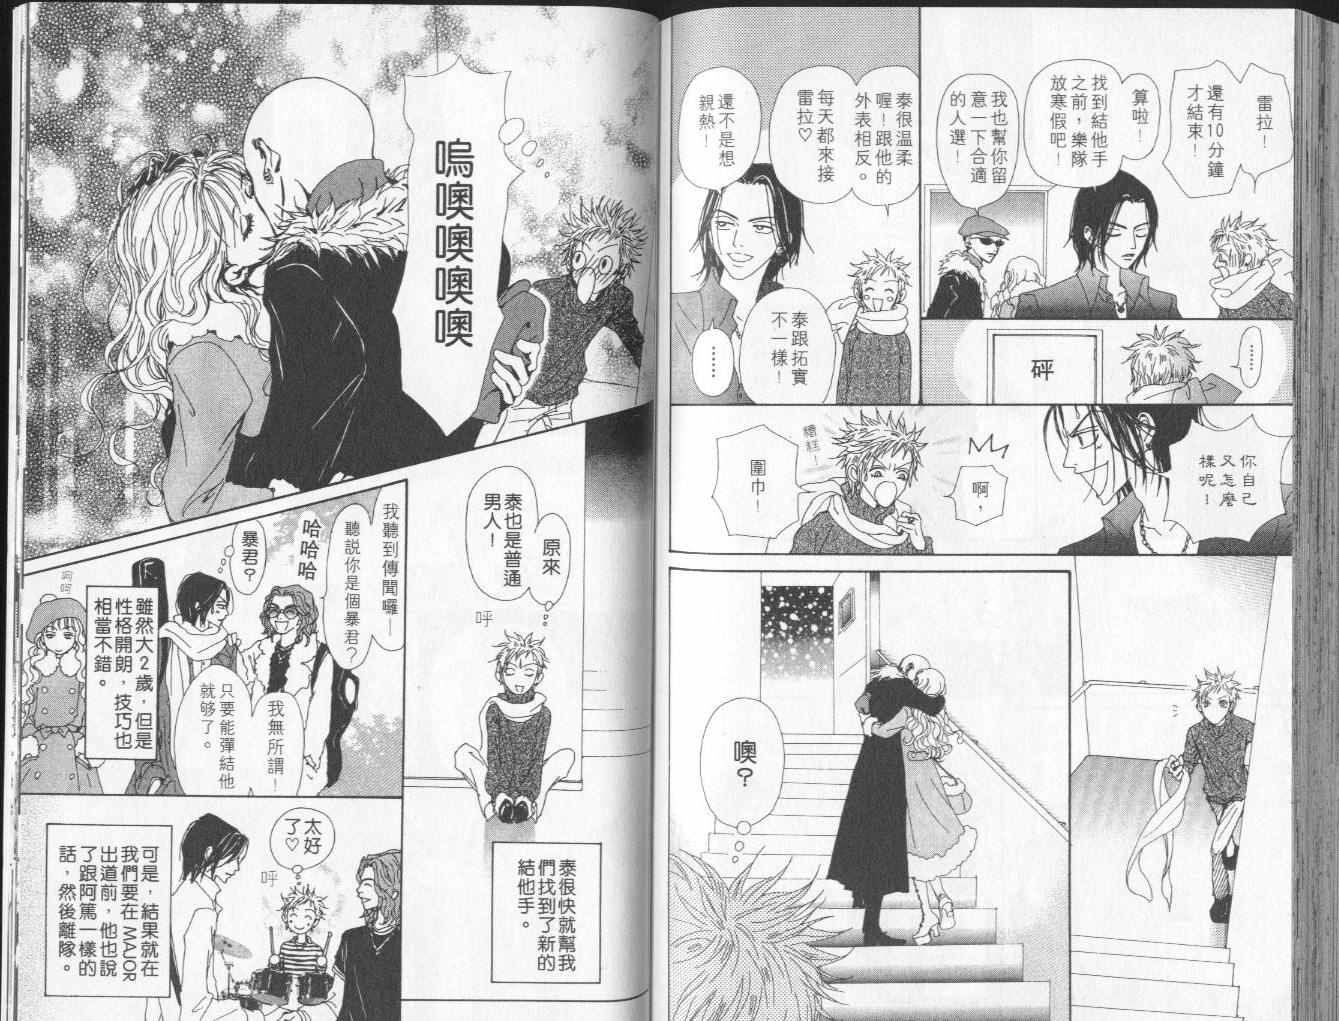 雷拉！
還有10分鐘
才結束！
算啦！
找到結他手
之前，樂隊
放寒假吧！
我也幫你留
意一下合適
的人選！
泰很溫柔
喔！跟他的
外表相反。
每天都來接
雷拉♡
還不是想
親熱！
泰跟拓實
不一樣！
……
……
砰
你自己
又怎麼
樣呢！
啊，
糟糕！
圍巾！
噢？
嗚噢噢噢噢
原來
泰也是普通
男人！
呼
泰很快就幫我
們找到了新的
結他手。
我聽到傳聞囉—
聽說你是個暴君？
哈哈哈
暴君？
我無所謂！
只要能彈結他
就够了。
呵呵
雖然大2歲，但是
性格開朗，技巧也
相當不錯。
太好
了♡
呼
可是，結果就在
我們要在 MAJOR
出道前，他也說
了跟阿篤一樣的
話，然後離隊。